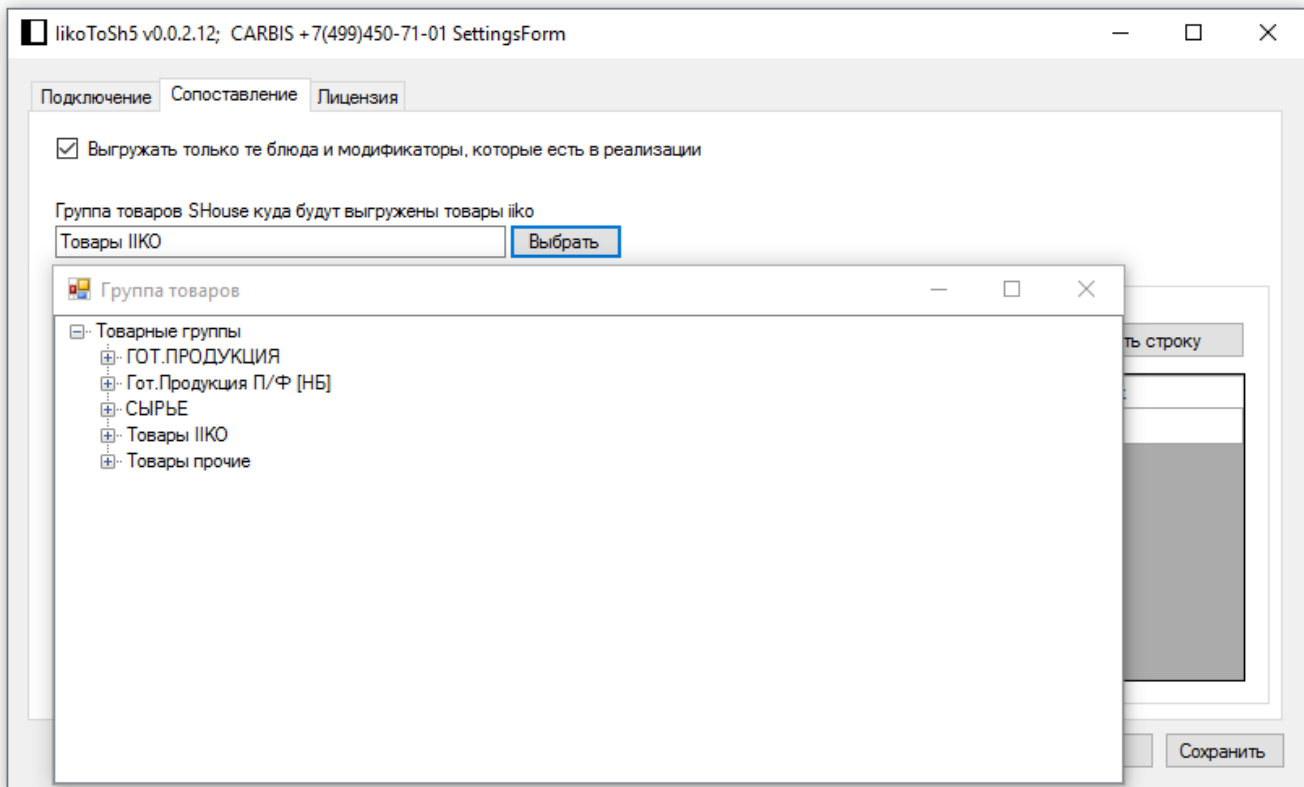 IikoToSh5 v0.0.2.12; CARBIS +7(499)450-71-01 SettingsForm
Подключение Сопоставление Лицензия
Выгружать только те блюда и модификаторы, которые есть в реализации
Группа товаров SHouse куда будут выгружены товары iiko
Товары IIKO Выбрать
Группа товаров
Товарные группы
ть строку
ГОТ.ПРОДУКЦИЯ
Гот.Продукция П/Ф [НБ]
СЫРЬЕ
Товары IIKO
Товары прочие
Сохранить